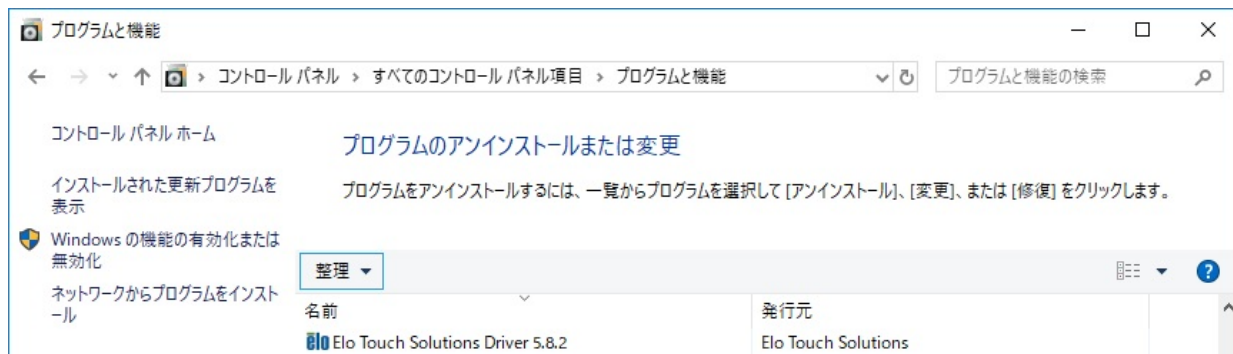 プログラムと機能
コントロール パネル › すべてのコントロール パネル項目 › プログラムと機能
プログラムと機能の検索
コントロール パネル ホーム
インストールされた更新プログラムを
表示
Windows の機能の有効化または
無効化
ネットワークからプログラムをインスト
ール
プログラムのアンインストールまたは変更
プログラムをアンインストールするには、一覧からプログラムを選択して [アンインストール]、[変更]、または [修復] をクリックします。
整理
名前
発行元
elo Elo Touch Solutions Driver 5.8.2
Elo Touch Solutions